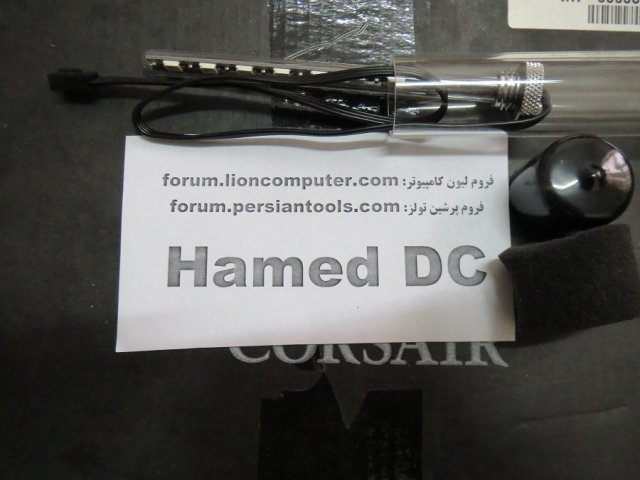 فروم لیون کامپیوتر: forum.lioncomputer.com
فروم پرشین تولز: forum.persiantools.com
Hamed DC
CORSAIR